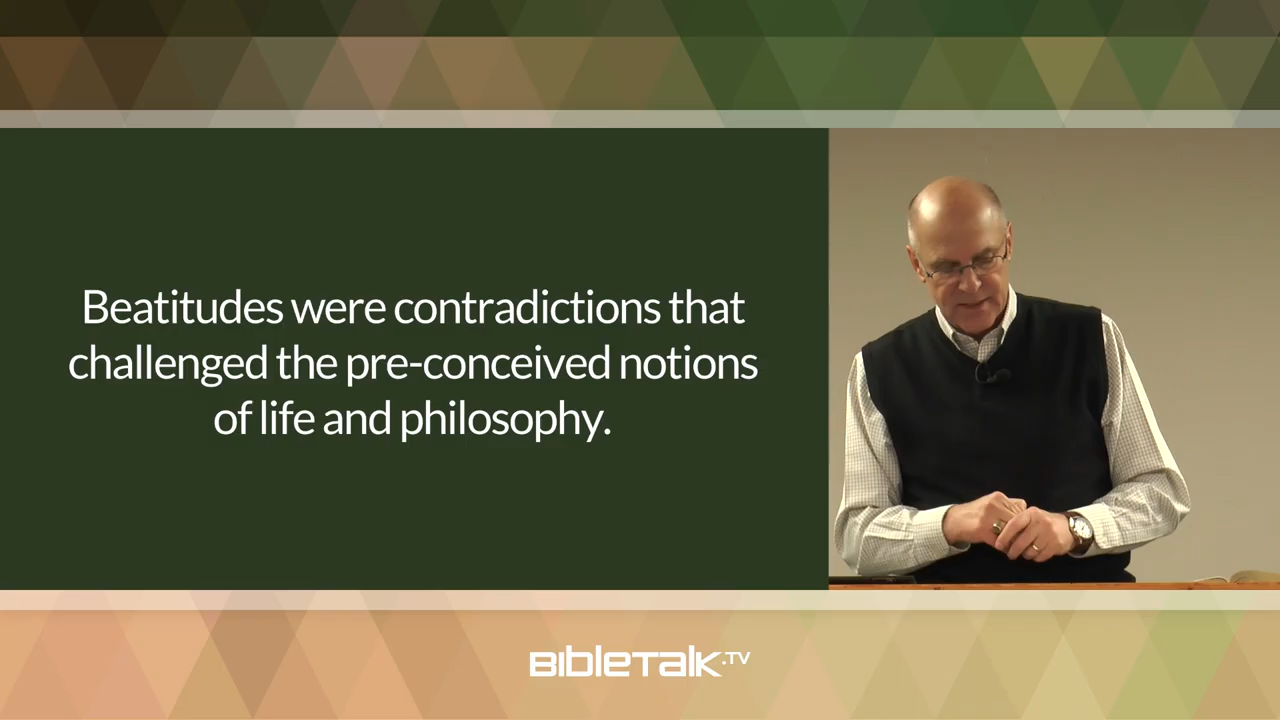 Beatitudes were contradictions that
challenged the pre-conceived notions
of life and philosophy.
BibleTalk.TV